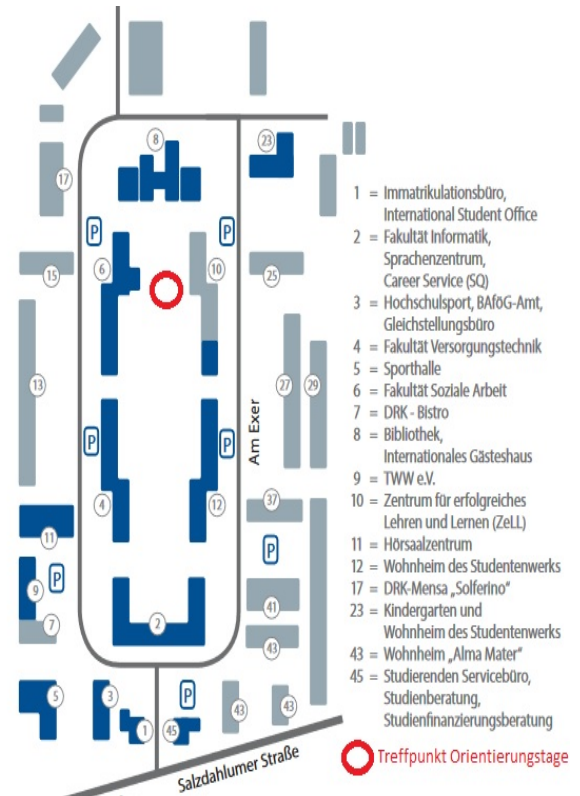 8
23
17
P
P
6
10
15
25
13
27
29
Am Exer
P
P
4
12
37
11
P
9
P
41
7
2
43
5
3
P
1
45
43
43
Salzdahlumer Straße
1 = Immatrikulationsbüro,
International Student Office
2 = Fakultät Informatik,
Sprachenzentrum,
Career Service (SQ)
3 = Hochschulsport, BAföG-Amt,
Gleichstellungsbüro
4 = Fakultät Versorgungstechnik
5 = Sporthalle
6 = Fakultät Soziale Arbeit
7 = DRK - Bistro
8 = Bibliothek,
Internationales Gästeshaus
9 = TWW e.V.
10 = Zentrum für erfolgreiches
Lehren und Lernen (ZeLL)
11 = Hörsaalzentrum
12 = Wohnheim des Studentenwerks
17 = DRK-Mensa „Solferino"
23 = Kindergarten und
Wohnheim des Studentenwerks
43 = Wohnheim „Alma Mater"
45 = Studierenden Servicebüro,
Studienberatung,
Studienfinanzierungsberatung
Treffpunkt Orientierungstage